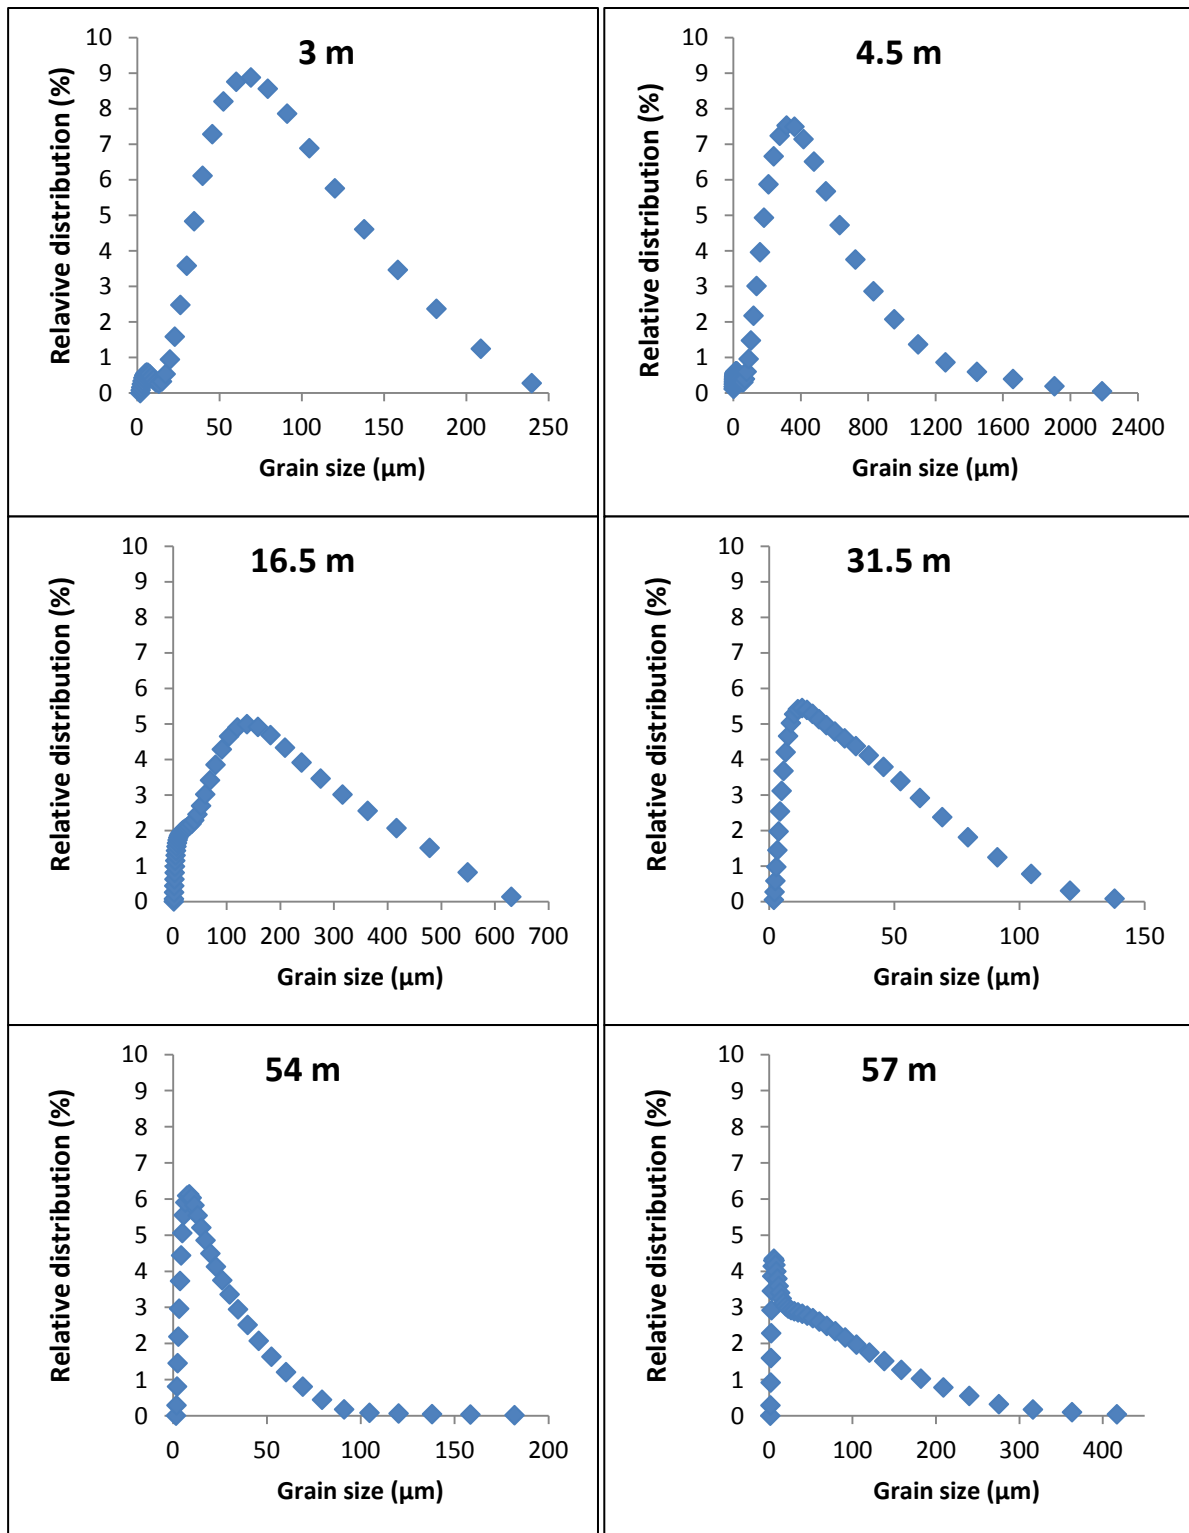 3 m
Relavive distribution (%)
10
9
8
7
6
5
4
3
2
1
0
0 50 100 150 200 250
Grain size (µm)
4.5 m
Relative distribution (%)
10
9
8
7
6
5
4
3
2
1
0
0 400 800 1200 1600 2000 2400
Grain size (µm)
16.5 m
Relative distribution (%)
10
9
8
7
6
5
4
3
2
1
0
0 100 200 300 400 500 600 700
Grain size (µm)
31.5 m
Relative distribution (%)
10
9
8
7
6
5
4
3
2
1
0
0 50 100 150
Grain size (µm)
54 m
Relative distribution (%)
10
9
8
7
6
5
4
3
2
1
0
0 50 100 150 200
Grain size (µm)
57 m
Relative distribution (%)
10
9
8
7
6
5
4
3
2
1
0
0 100 200 300 400
Grain size (µm)